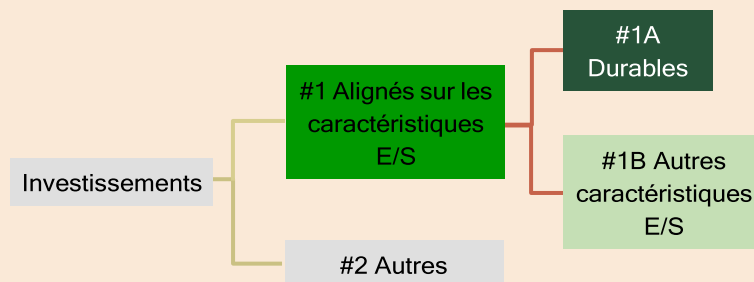 #1A
Durables
#1 Alignés sur les
caractéristiques
E/S
#1B Autres
caractéristiques
E/S
Investissements
#2 Autres